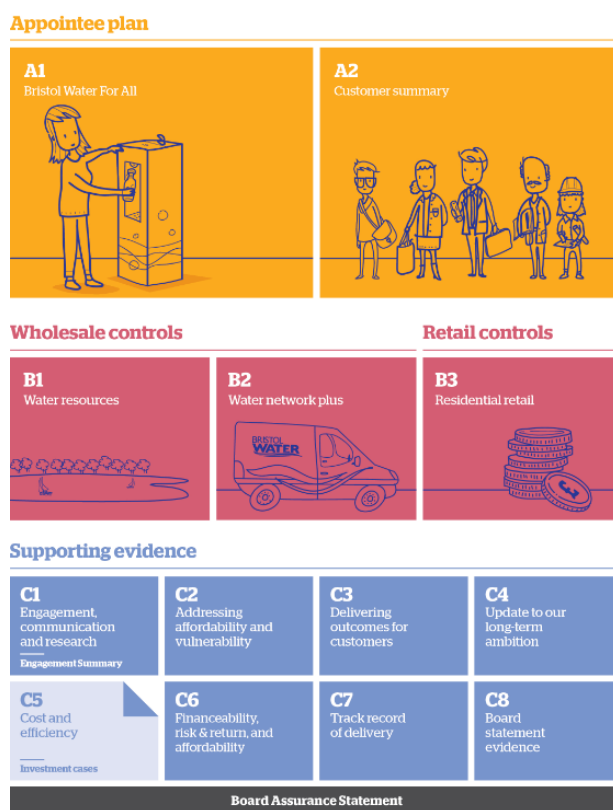 Appointee plan
A1
Bristol Water For All
A2
Customer summary
Wholesale controls
Retail controls
B1
Water resources
B2
Water network plus
BRISTOL
WATER
B3
Residential retail
£
Supporting evidence
C1
Engagement,
communication
and research
Engagement Summary
C2
Addressing
affordability and
vulnerability
C3
Delivering
outcomes for
customers
C4
Update to our
long-term
ambition
C5
Cost and
efficiency
Investment cases
C6
Financeability,
risk & return, and
affordability
C7
Track record
of delivery
C8
Board
statement
evidence
Board Assurance Statement